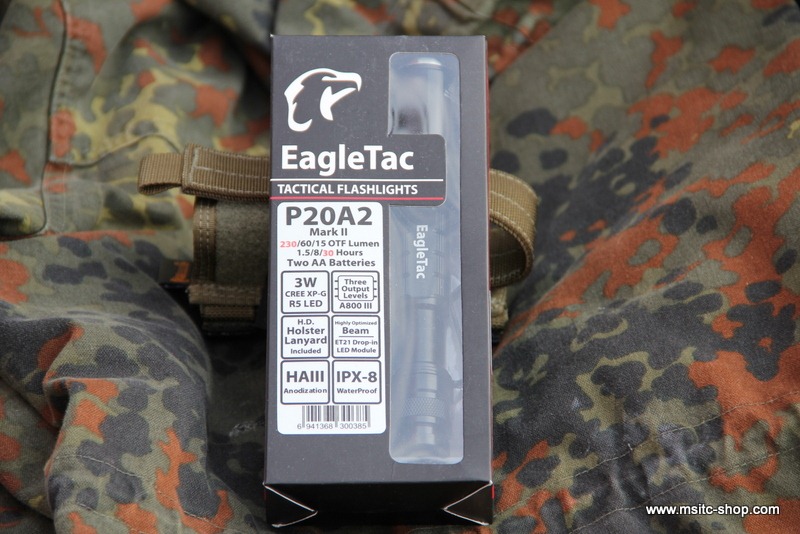 EagleTac
TACTICAL FLASHLIGHTS
P20A2
Mark II
230/60/15 OTF Lumen
1.5/8/30 Hours
Two AA Batteries
3W
CREE XP-G
R5 LED
Three
Output
Levels
A800 III
H.D.
Holster
Lanyard
Included
Highly Optimized
Beam
ET21 Drop-in
LED Module
HAIII
Anodization
IPX-8
WaterProof
6 941368 300385
EagleTac
www.msitc-shop.com